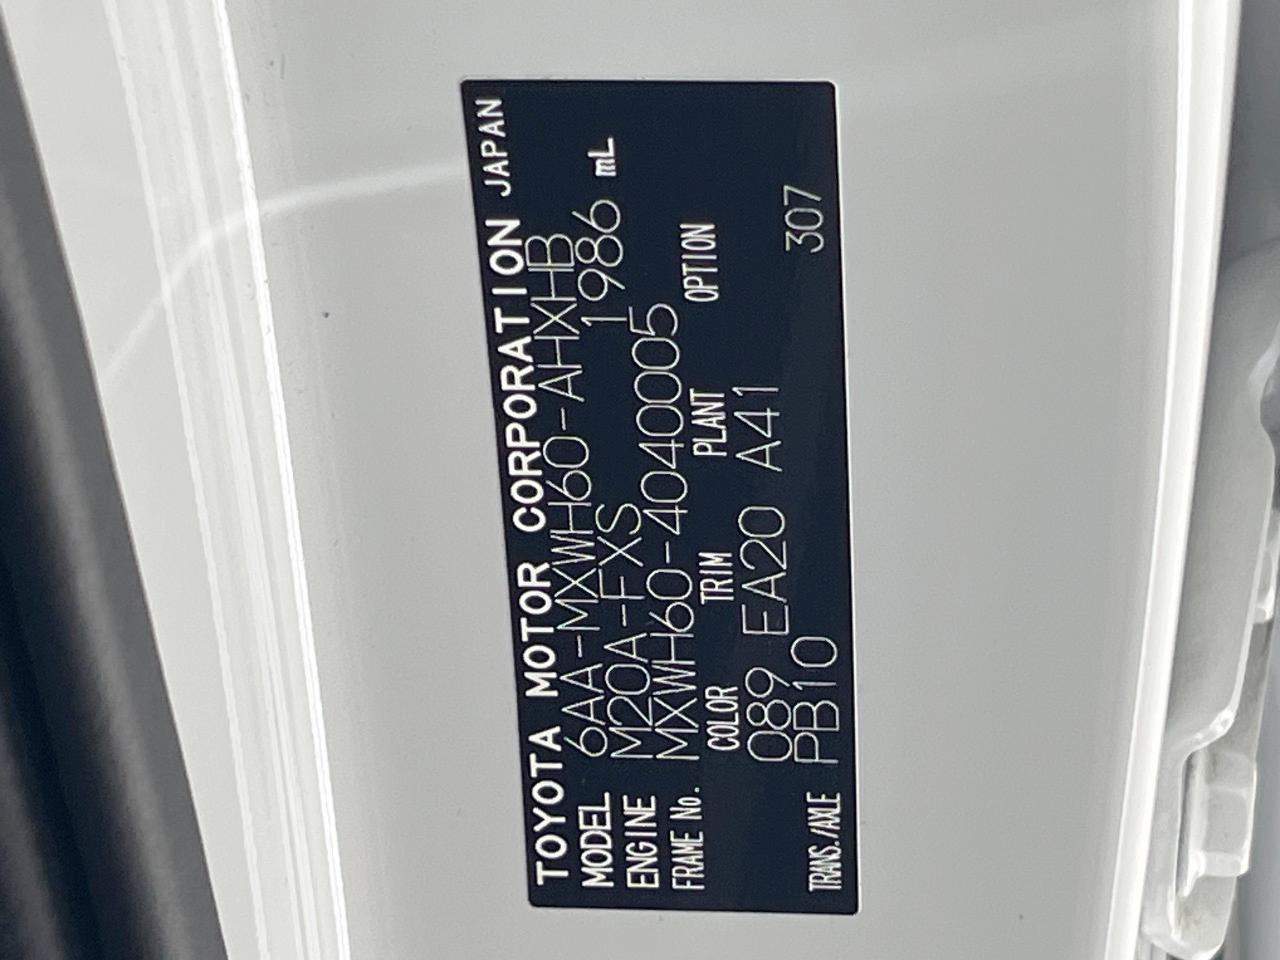 TOYOTA MOTOR CORPORATION JAPAN
MODEL 6AA-MXWH60-AHXHB
ENGINE M20A-FXS 1986 mL
FRAME No. MXWH60-4040005
COLOR TRIM PLANT OPTION
089 EA20 A41
TRANS./AXLE PB10 307